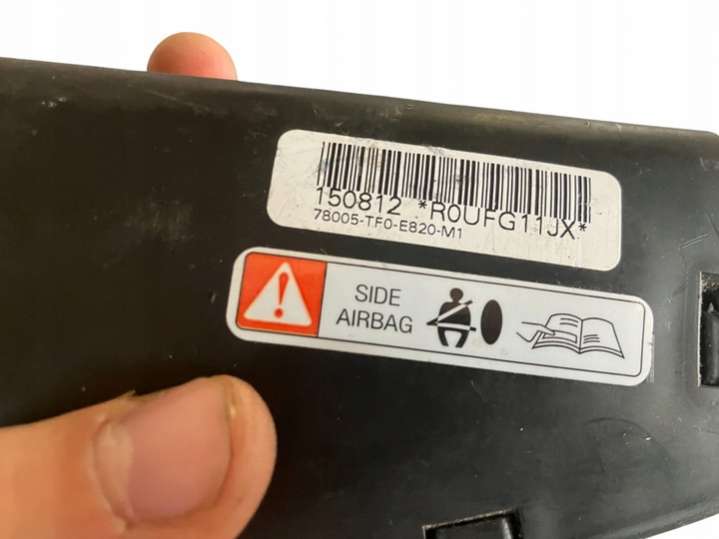 150812 *R0UFG11JX*
78005-TF0-E820-M1
SIDE
AIRBAG